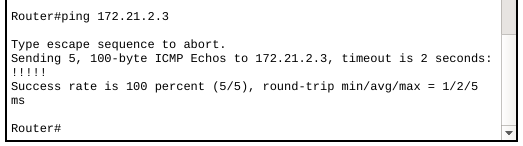 Router#ping 172.21.2.3
Type escape sequence to abort.
Sending 5, 100-byte ICMP Echos to 172.21.2.3, timeout is 2 seconds:
!!!!!
Success rate is 100 percent (5/5), round-trip min/avg/max = 1/2/5
ms
Router#